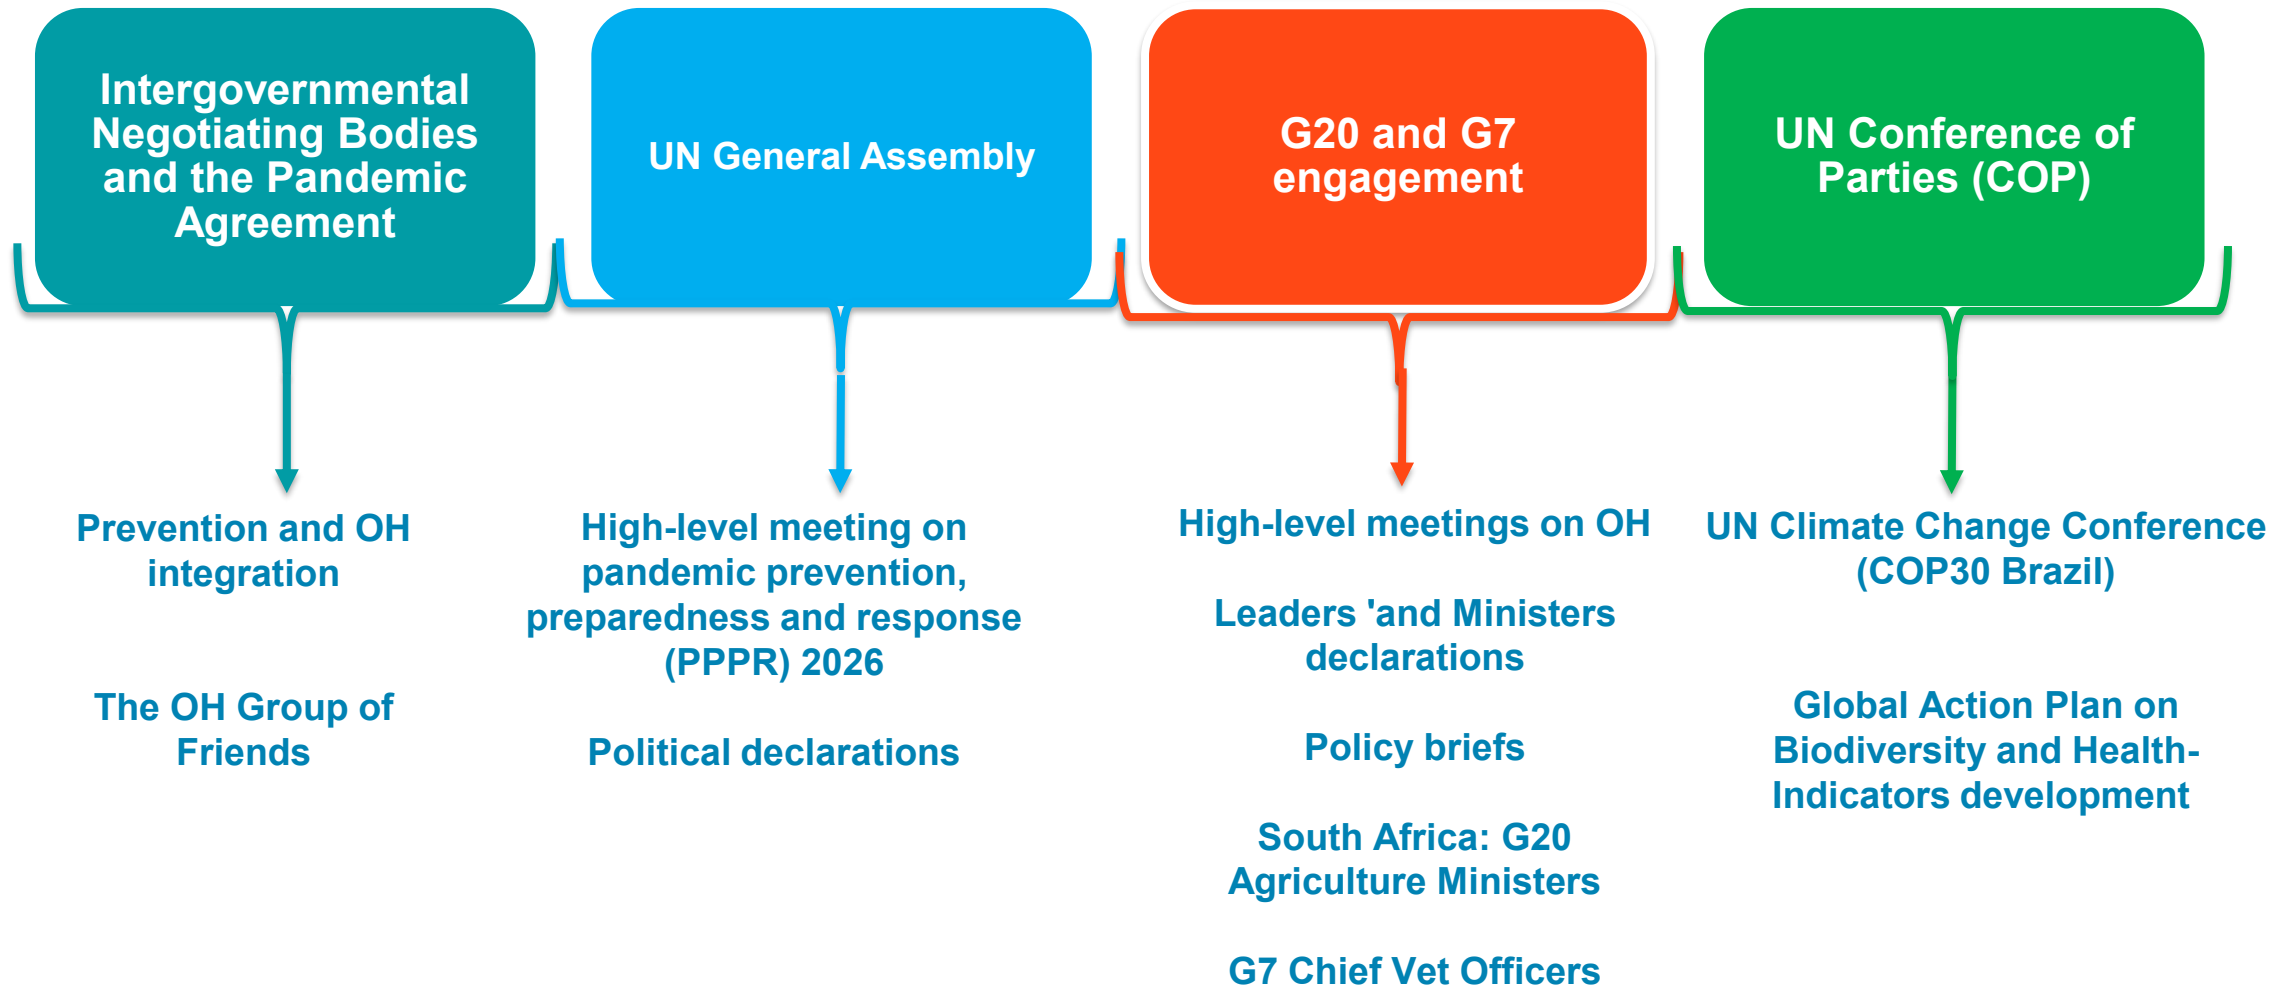 Intergovernmental
Negotiating Bodies
and the Pandemic
Agreement
UN General Assembly
G20 and G7
engagement
UN Conference of
Parties (COP)
Prevention and OH
integration
The OH Group of
Friends
High-level meeting on
pandemic prevention,
preparedness and response
(PPPR) 2026
Political declarations
High-level meetings on OH
Leaders 'and Ministers
declarations
Policy briefs
South Africa: G20
Agriculture Ministers
G7 Chief Vet Officers
UN Climate Change Conference
(COP30 Brazil)
Global Action Plan on
Biodiversity and Health-
Indicators development